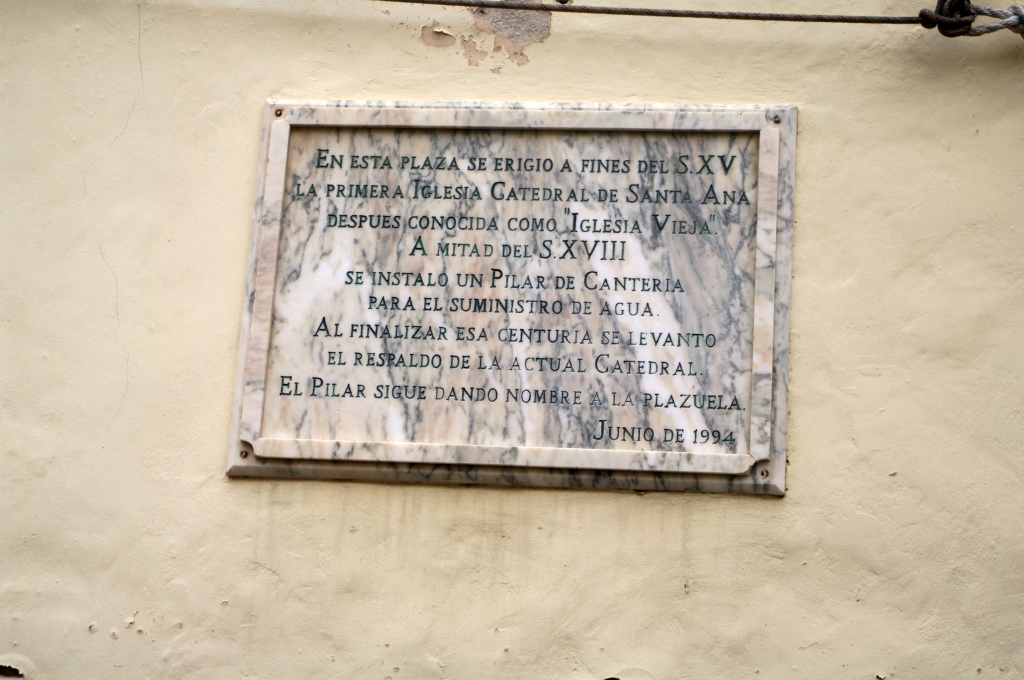 EN ESTA PLAZA SE ERIGIO A FINES DEL S.XV
LA PRIMERA IGLESIA CATEDRAL DE SANTA ANA
DESPUES CONOCIDA COMO "IGLESIA VIEJA".
A MITAD DEL S.XVIII
SE INSTALO UN PILAR DE CANTERIA
PARA EL SUMINISTRO DE AGUA.
AL FINALIZAR ESA CENTURIA SE LEVANTO
EL RESPALDO DE LA ACTUAL CATEDRAL.
EL PILAR SIGUE DANDO NOMBRE A LA PLAZUELA.
JUNIO DE 1994